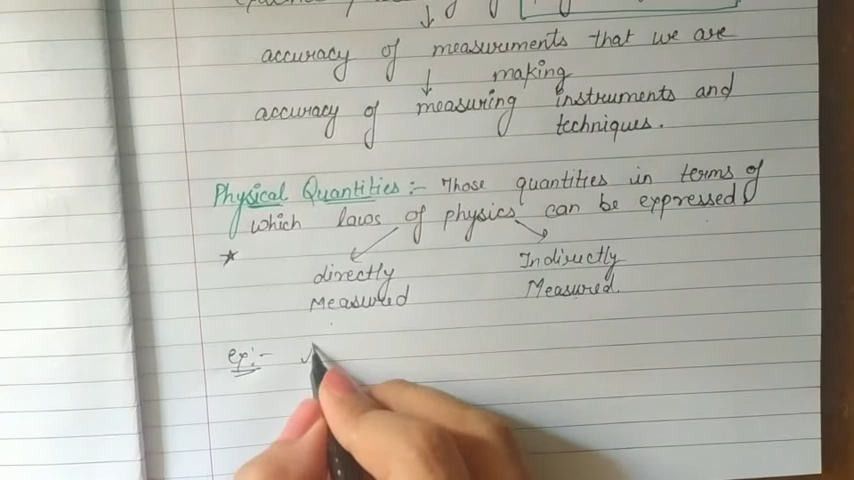 accuracy of measurements that we are
making
accuracy of measuring instruments and
techniques.
Physical Quantities:- Those quantities in terms of
which laws of physics can be expressed.
directly
Measured
Indirectly
Measured.
ex:-